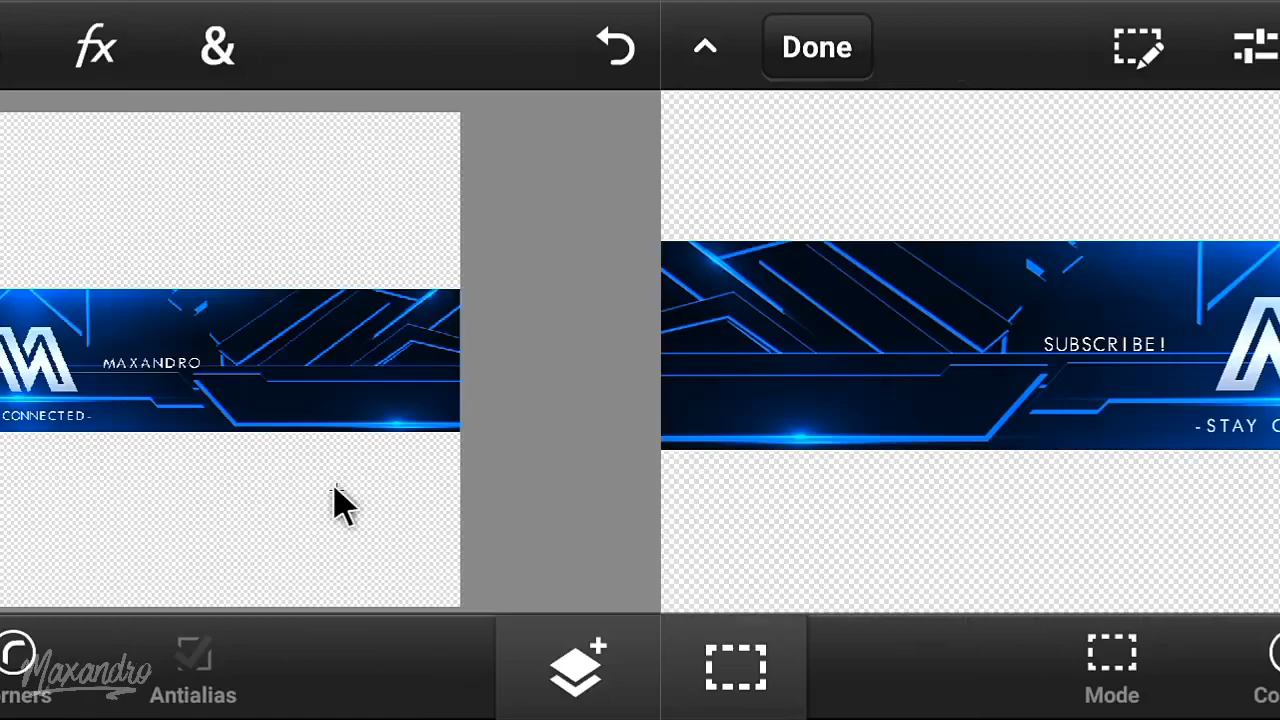 fx
&
Done
MAXANDRO
CONNECTED-
SUBSCRIBE!
-STAY C
Maxandro
rners
Antialias
Mode
Co